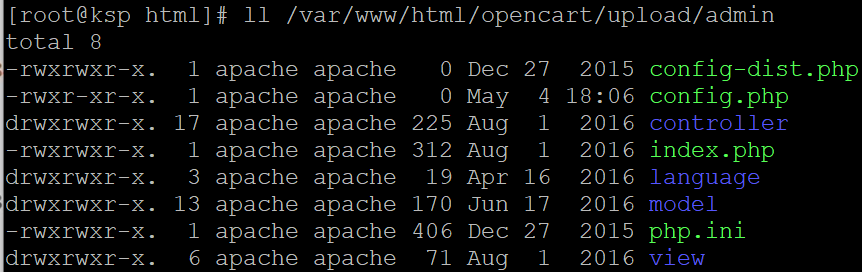 [root@ksp html]# ll /var/www/html/opencart/upload/admin
total 8
-rwxrwxr-x.  1 apache apache   0 Dec 27  2015 config-dist.php
-rwxr-xr-x.  1 apache apache   0 May  4 18:06 config.php
drwxrwxr-x. 17 apache apache 225 Aug  1  2016 controller
-rwxrwxr-x.  1 apache apache 312 Aug  1  2016 index.php
drwxrwxr-x.  3 apache apache  19 Apr 16  2016 language
drwxrwxr-x. 13 apache apache 170 Jun 17  2016 model
-rwxrwxr-x.  1 apache apache 406 Dec 27  2015 php.ini
drwxrwxr-x.  6 apache apache  71 Aug  1  2016 view